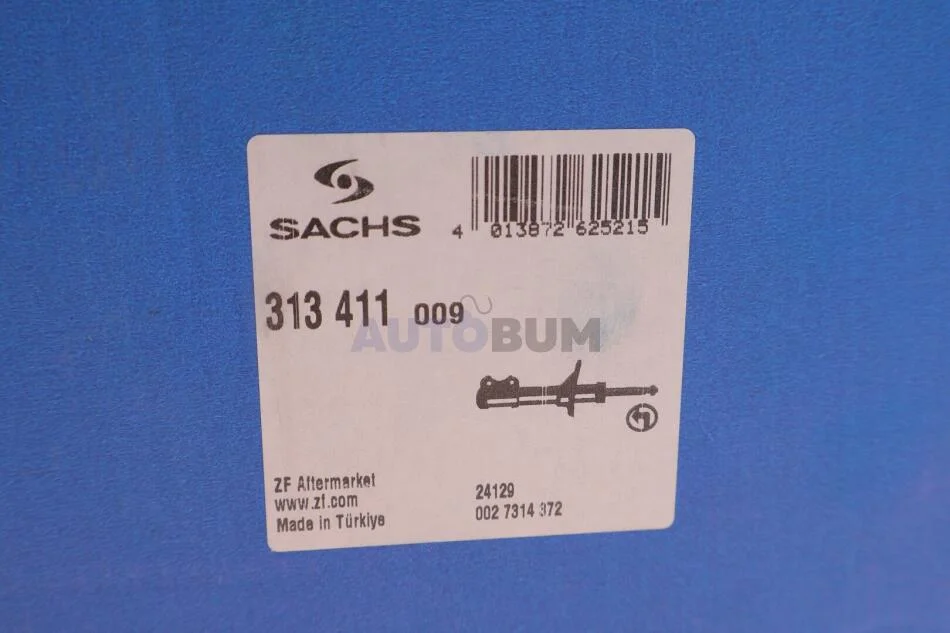 SACHS
4 013872 625215
313 411 009
AUTOBUM
ZF Aftermarket
www.zf.com
Made in Türkiye
24129
002 7314 372